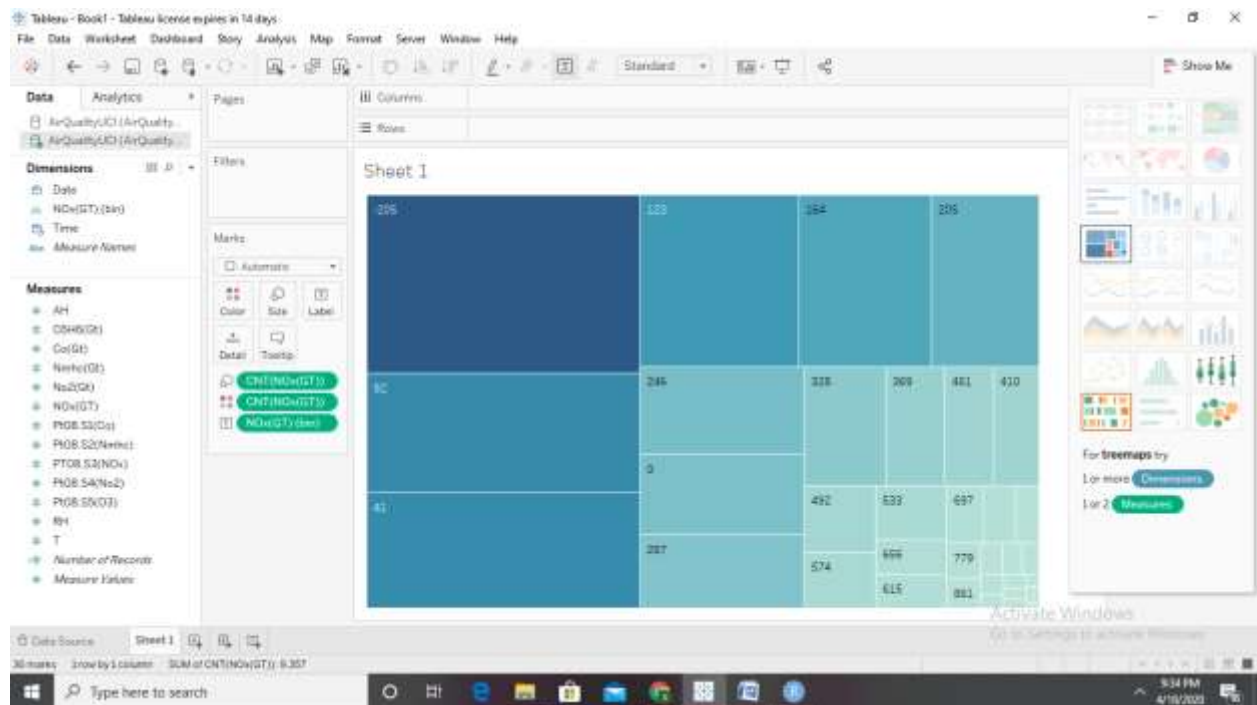 Tableau - Book1 - Tableau license expires in 14 days
File Data Worksheet Dashboard Story Analysis Map Format Server Window Help
Standard
Show Me
Data Analytics
Pages
Columns
Rows
AirQualityUCI (AirQuality...
AirQualityUCI (AirQuality...
Dimensions
Date
NOx(GT) (bin)
Time
Measure Names
Filters
Marks
Automatic
Color Size Label
Detail Tooltip
CNT(NOx(GT))
CNT(NOx(GT))
NOx(GT) (bin)
Measures
AH
C6H6(Gt)
Co(Gt)
Nmhc(Gt)
No2(Gt)
NOx(GT)
Pt08.S1(Co)
Pt08.S2(Nmhc)
PT08.S3(NOx)
Pt08.S4(No2)
Pt08.S5(O3)
RH
T
Number of Records
Measure Values
Sheet 1
-205 123 164 205
82 246 328 369 410
41 0
287
492 533 697
574 779
615
For treemaps try
1 or more Dimensions
1 or 2 Measures
Activate Windows
Go to Settings to activate Windows.
Data Source Sheet 1
30 marks 1 row by 1 column SUM of CNT(NOx(GT)): 9,357
Type here to search
9:34 PM